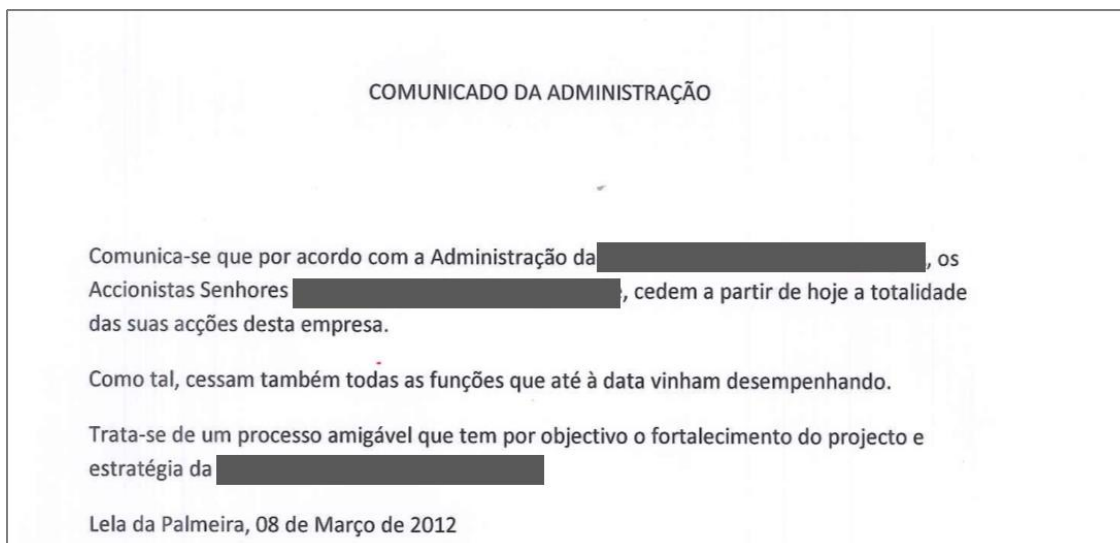 COMUNICADO DA ADMINISTRAÇÃO
Comunica-se que por acordo com a Administração da , os
Accionistas Senhores , cedem a partir de hoje a totalidade
das suas acções desta empresa.
Como tal, cessam também todas as funções que até à data vinham desempenhando.
Trata-se de um processo amigável que tem por objectivo o fortalecimento do projecto e
estratégia da
Lela da Palmeira, 08 de Março de 2012